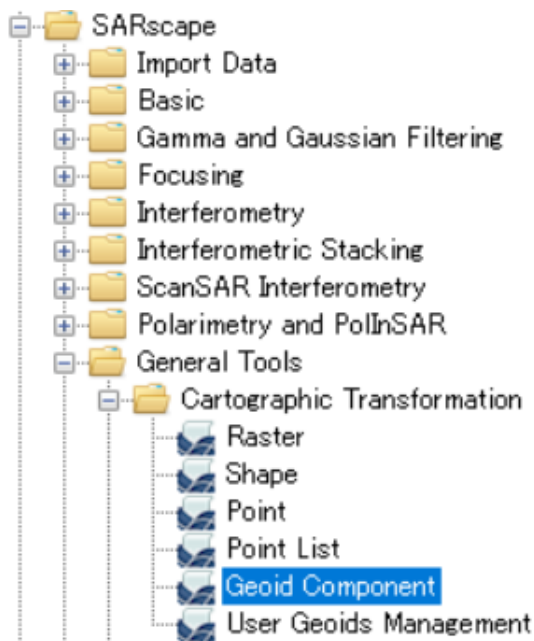 SARscape
Import Data
Basic
Gamma and Gaussian Filtering
Focusing
Interferometry
Interferometric Stacking
ScanSAR Interferometry
Polarimetry and PolInSAR
General Tools
Cartographic Transformation
Raster
Shape
Point
Point List
Geoid Component
User Geoids Management